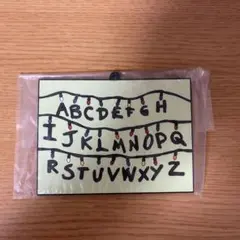 ABCDEFGH
IJKLMNOPQ
RSTUVWXYZ